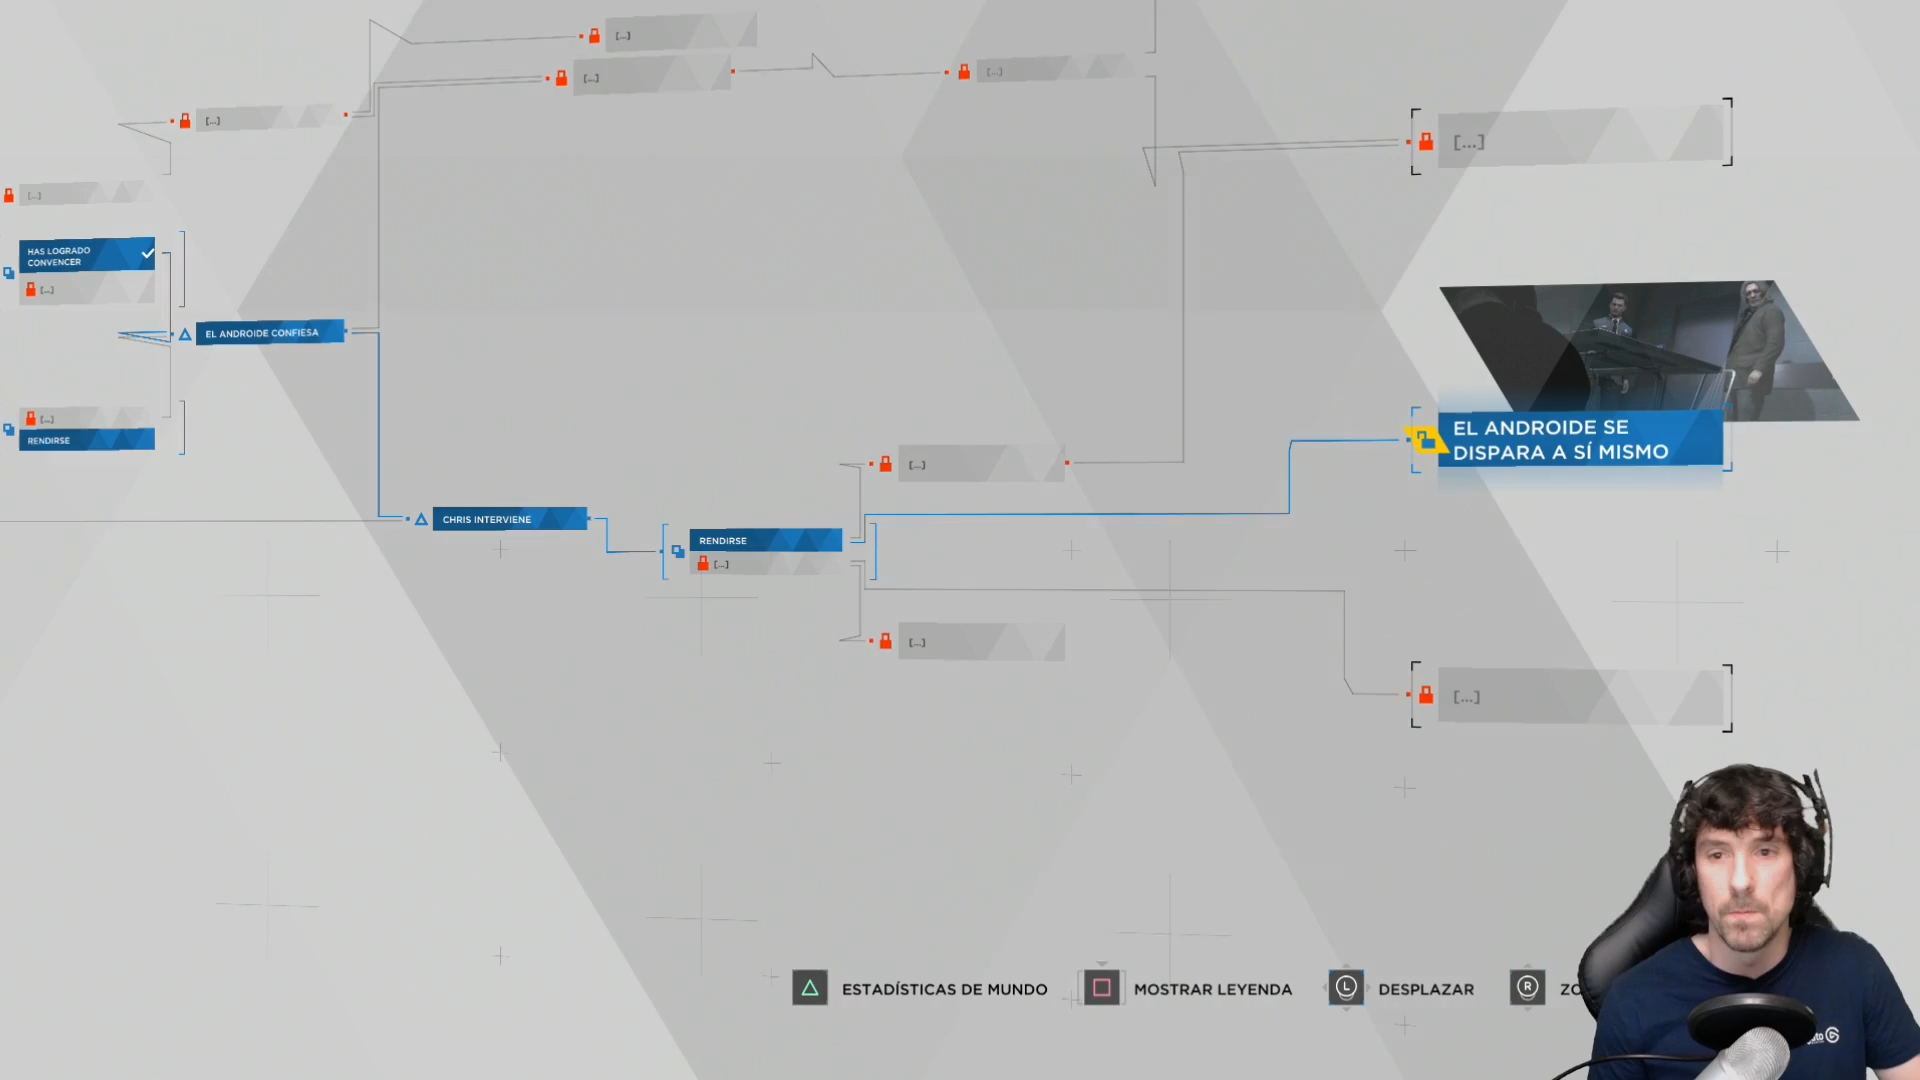 [...]
[...]
[...]
[...]
[...]
[...]
HAS LOGRADO
CONVENCER
[...]
EL ANDROIDE CONFIESA
[...]
RENDIRSE
EL ANDROIDE SE
DISPARA A SÍ MISMO
[...]
CHRIS INTERVIENE
RENDIRSE
[...]
[...]
[...]
ESTADÍSTICAS DE MUNDO
MOSTRAR LEYENDA
L DESPLAZAR
R